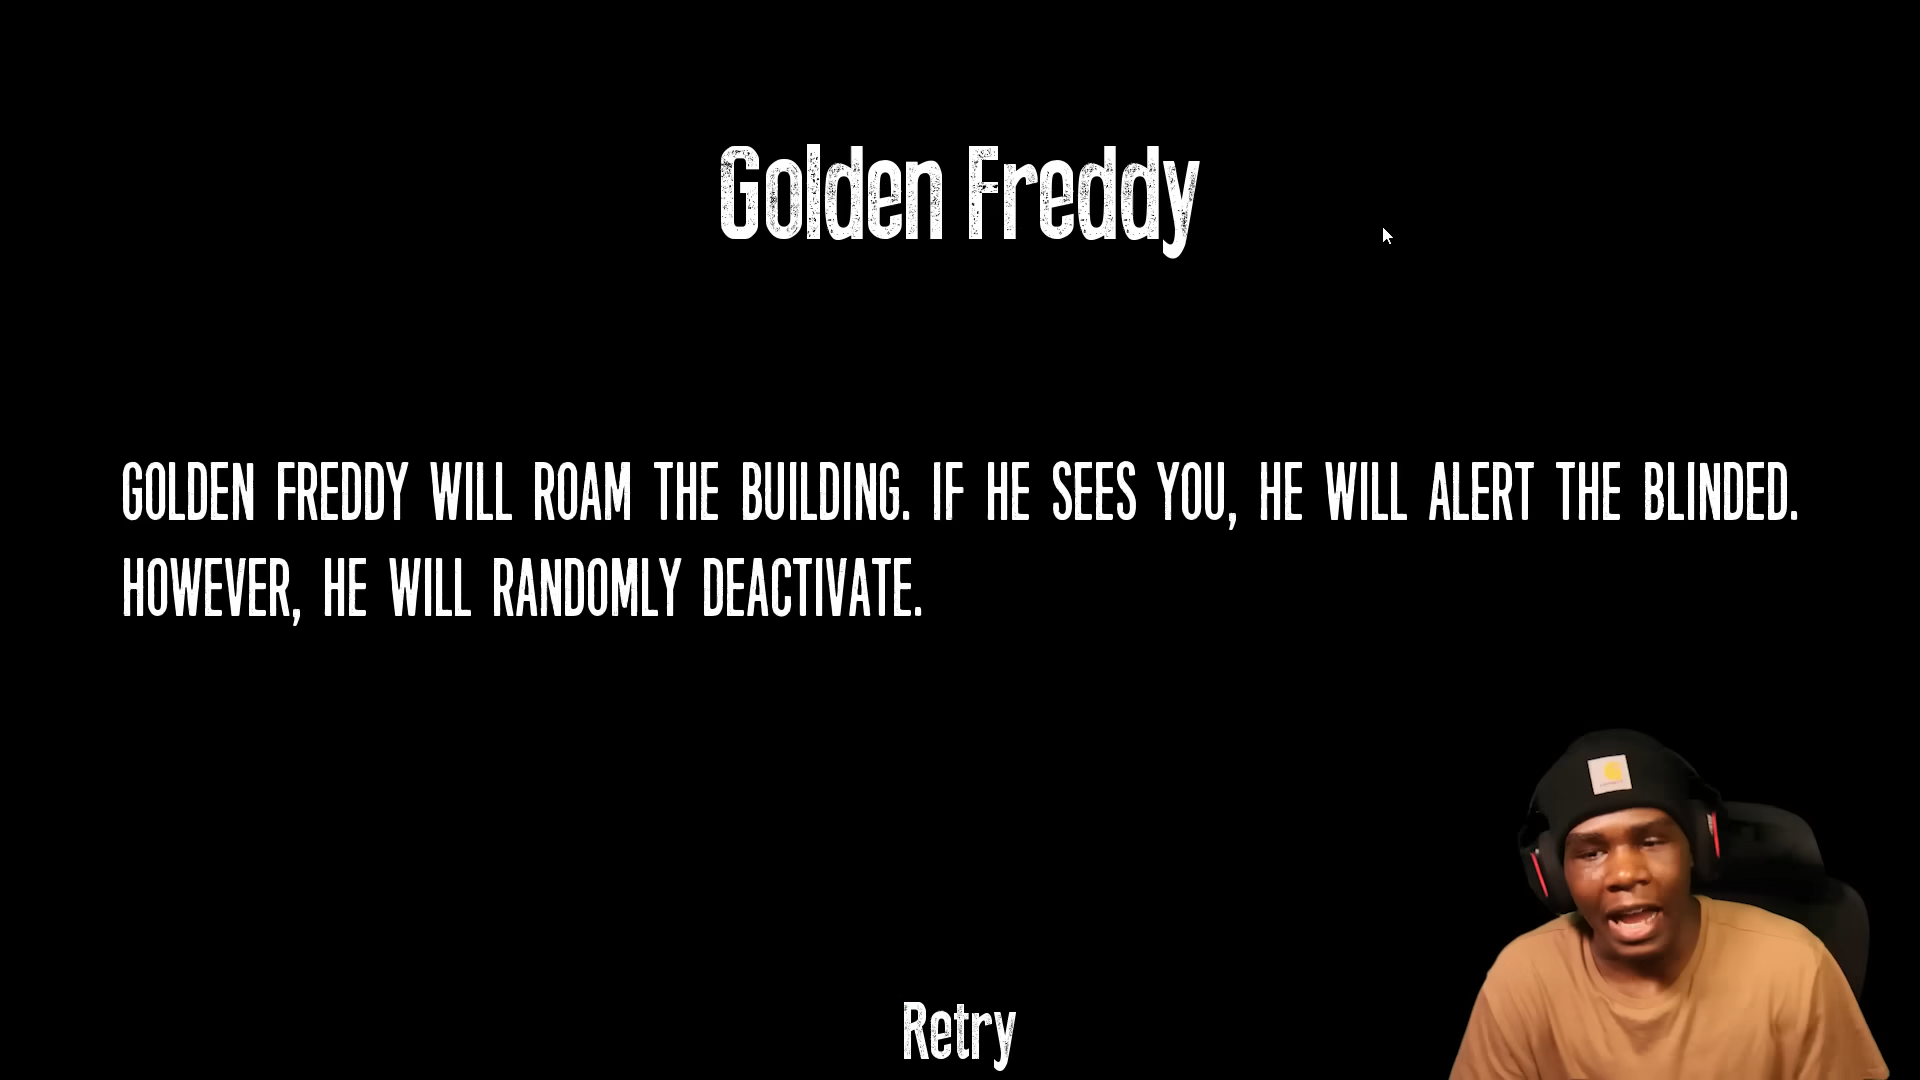 Golden Freddy
GOLDEN FREDDY WILL ROAM THE BUILDING. IF HE SEES YOU, HE WILL ALERT THE BLINDED.
HOWEVER, HE WILL RANDOMLY DEACTIVATE.
Retry